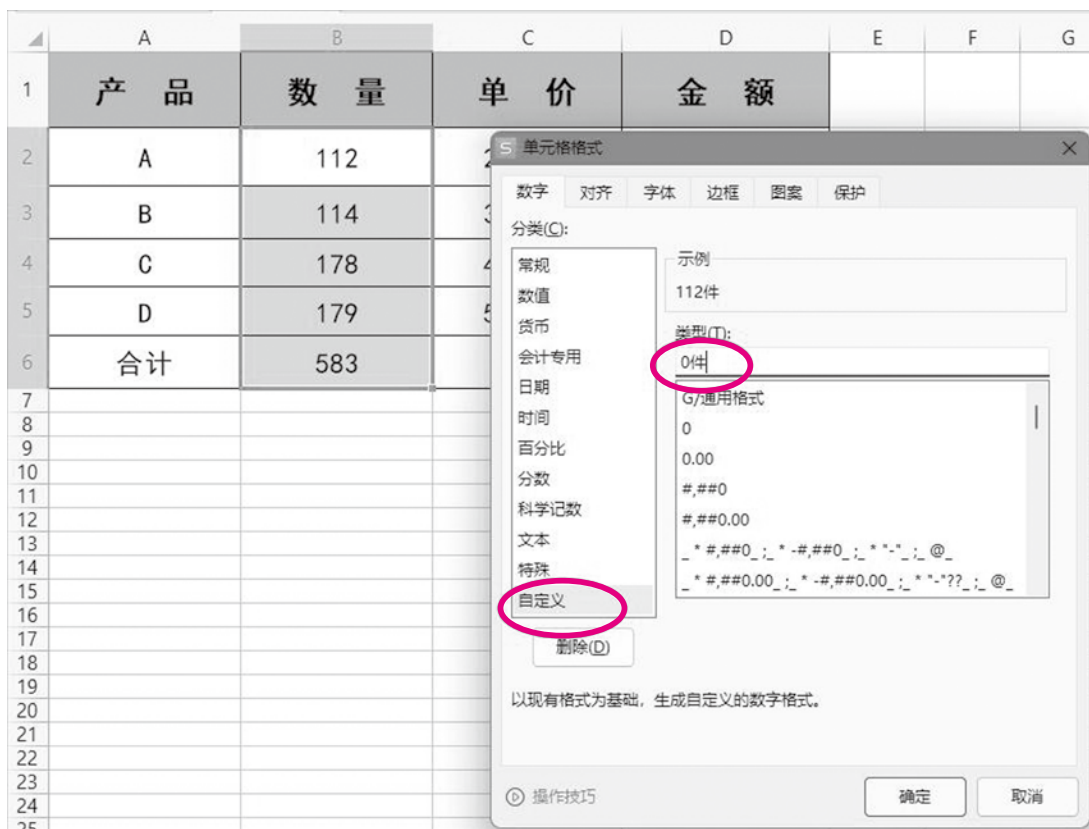 A B C D E F G
1 产 品 数 量 单 价 金 额
2 A 112
3 B 114
4 C 178
5 D 179
6 合计 583
7
8
9
10
11
12
13
14
15
16
17
18
19
20
21
22
23
24
25
单元格格式
数字 对齐 字体 边框 图案 保护
分类(C):
常规
数值
货币
会计专用
日期
时间
百分比
分数
科学记数
文本
特殊
自定义
示例
112件
类型(T):
0件
G/通用格式
0
0.00
#,##0
#,##0.00
_ * #,##0_ ;_ * -#,##0_ ;_ * "-"_ ;_ @_
_ * #,##0.00_ ;_ * -#,##0.00_ ;_ * "-"??_ ;_ @_
删除(D)
以现有格式为基础，生成自定义的数字格式。
操作技巧
确定 取消